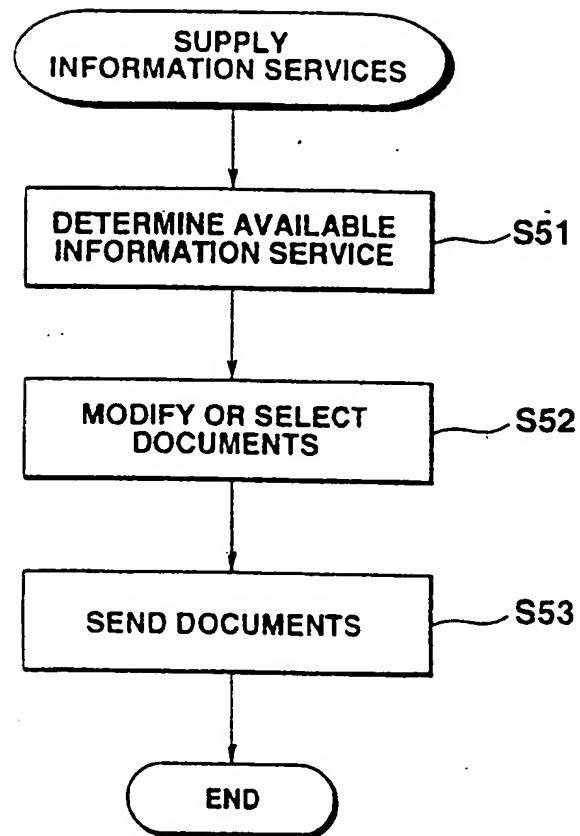 SUPPLY
INFORMATION SERVICES
DETERMINE AVAILABLE
INFORMATION SERVICE
S51
MODIFY OR SELECT
DOCUMENTS
S52
SEND DOCUMENTS
S53
END